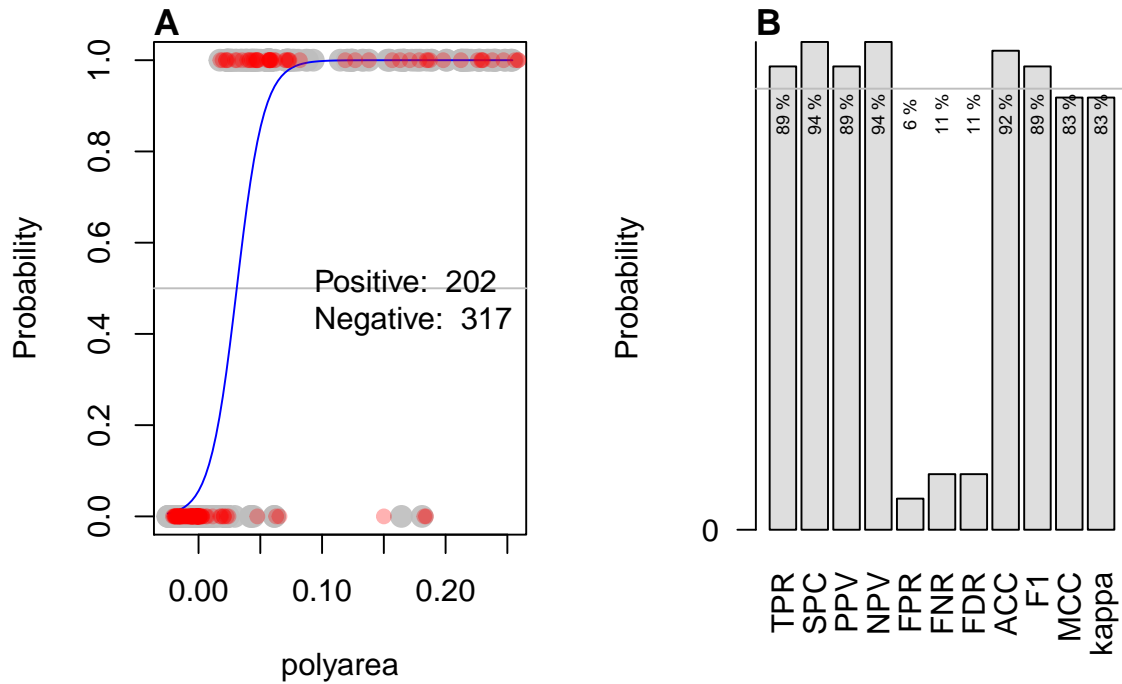 A
Probability
1.0
0.8
0.6
0.4
0.2
0.0
Positive: 202
Negative: 317
0.00
0.10
0.20
polyarea
B
Probability
0
89 %
94 %
89 %
94 %
6 %
11 %
11 %
92 %
89 %
83 %
83 %
TPR
SPC
PPV
NPV
FPR
FNR
FDR
ACC
F1
MCC
kappa